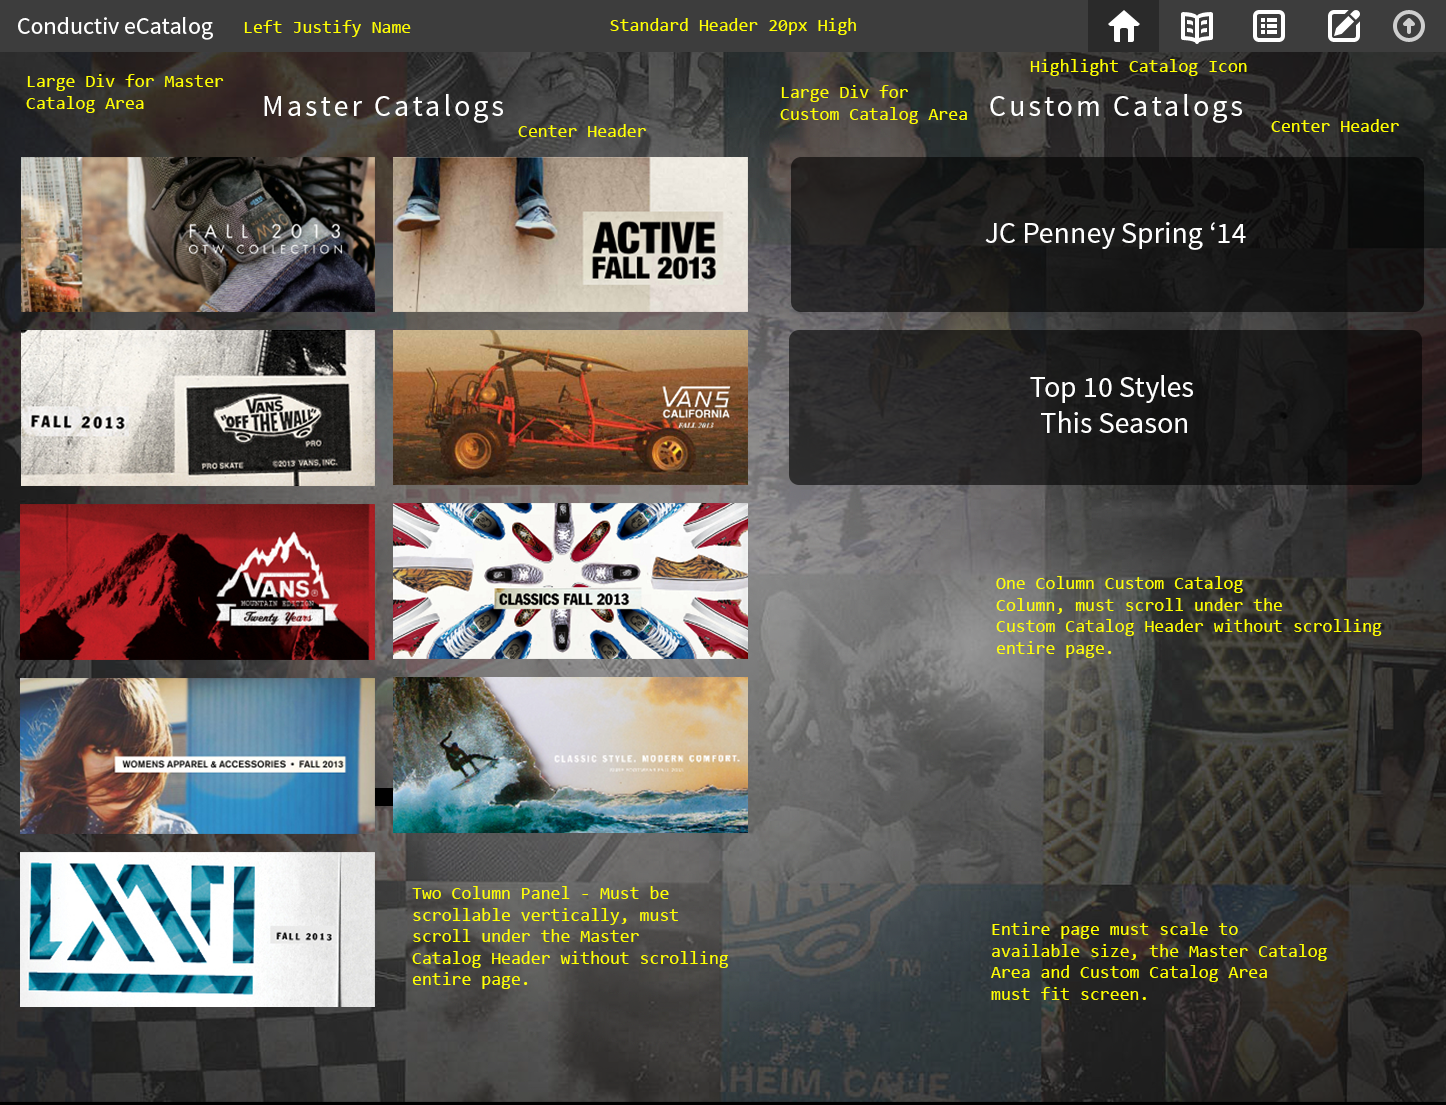 Conductiv eCatalog
Left Justify Name
Standard Header 20px High
Highlight Catalog Icon
Large Div for Master
Catalog Area
Master Catalogs
Center Header
Large Div for
Custom Catalog Area
Custom Catalogs
Center Header
FALL 2013
OTW COLLECTION
ACTIVE
FALL 2013
JC Penney Spring ‘14
FALL 2013
VANS
"OFF THE WALL"
PRO
PRO SKATE
©2013 VANS, INC.
VANS
CALIFORNIA
FALL 2013
Top 10 Styles
This Season
VANS®
MOUNTAIN EDITION
Twenty Years
CLASSICS FALL 2013
One Column Custom Catalog
Column, must scroll under the
Custom Catalog Header without scrolling
entire page.
WOMENS APPAREL & ACCESSORIES • FALL 2013
CLASSIC STYLE. MODERN COMFORT.
LXVI
FALL 2013
Two Column Panel - Must be
scrollable vertically, must
scroll under the Master
Catalog Header without scrolling
entire page.
Entire page must scale to
available size, the Master Catalog
Area and Custom Catalog Area
must fit screen.
TM
AHEIM, CALIF